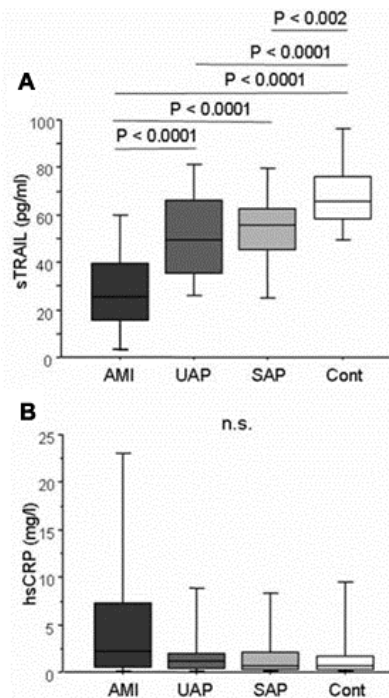 P < 0.002
P < 0.0001
P < 0.0001
A
P < 0.0001
P < 0.0001
100
80
60
40
20
0
sTRAIL (pg/ml)
AMI UAP SAP Cont
B
n.s.
25
20
15
10
5
0
hsCRP (mg/l)
AMI UAP SAP Cont